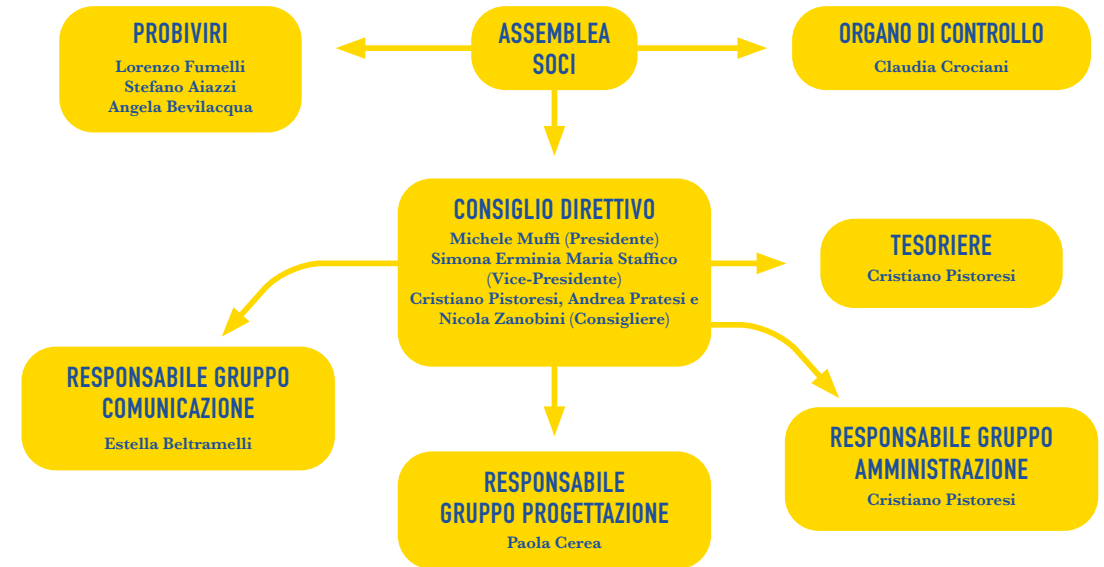 PROBIVIRI
Lorenzo Fumelli
Stefano Aiazzi
Angela Bevilacqua
ASSEMBLEA
SOCI
ORGANO DI CONTROLLO
Claudia Crociani
CONSIGLIO DIRETTIVO
Michele Muffi (Presidente)
Simona Erminia Maria Staffico
(Vice-Presidente)
Cristiano Pistoresi, Andrea Pratesi e
Nicola Zanobini (Consigliere)
TESORIERE
Cristiano Pistoresi
RESPONSABILE GRUPPO
COMUNICAZIONE
Estella Beltramelli
RESPONSABILE
GRUPPO PROGETTAZIONE
Paola Cerea
RESPONSABILE GRUPPO
AMMINISTRAZIONE
Cristiano Pistoresi